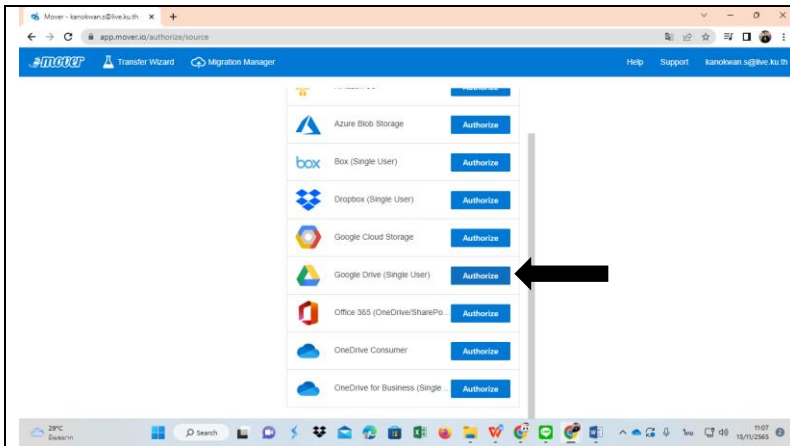 Mover - kanokwan.s@live.ku.th
app.mover.io/authorize/source
mover Transfer Wizard Migration Manager Help Support kanokwan.s@live.ku.th
Azure Blob Storage Authorize
box Box (Single User) Authorize
Dropbox (Single User) Authorize
Google Cloud Storage Authorize
Google Drive (Single User) Authorize
Office 365 (OneDrive/SharePo... Authorize
OneDrive Consumer Authorize
OneDrive for Business (Single ... Authorize
29°C Search 11:07
15/11/2565